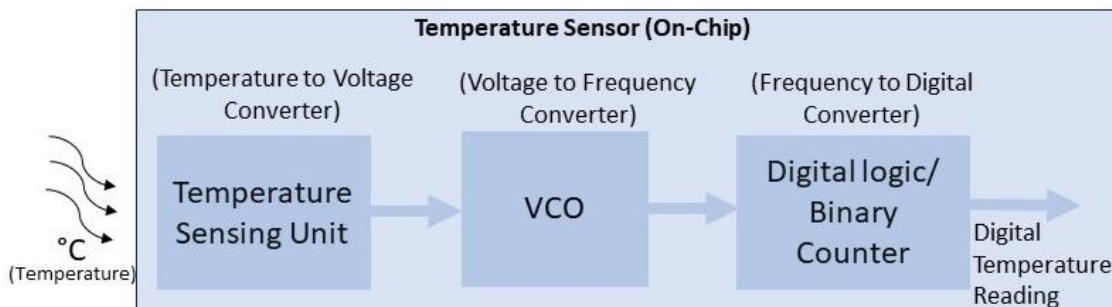 Temperature Sensor (On-Chip)
(Temperature to Voltage
Converter)
(Voltage to Frequency
Converter)
(Frequency to Digital
Converter)
Temperature
Sensing Unit
VCO
Digital logic/
Binary
Counter
°C
(Temperature)
Digital
Temperature
Reading